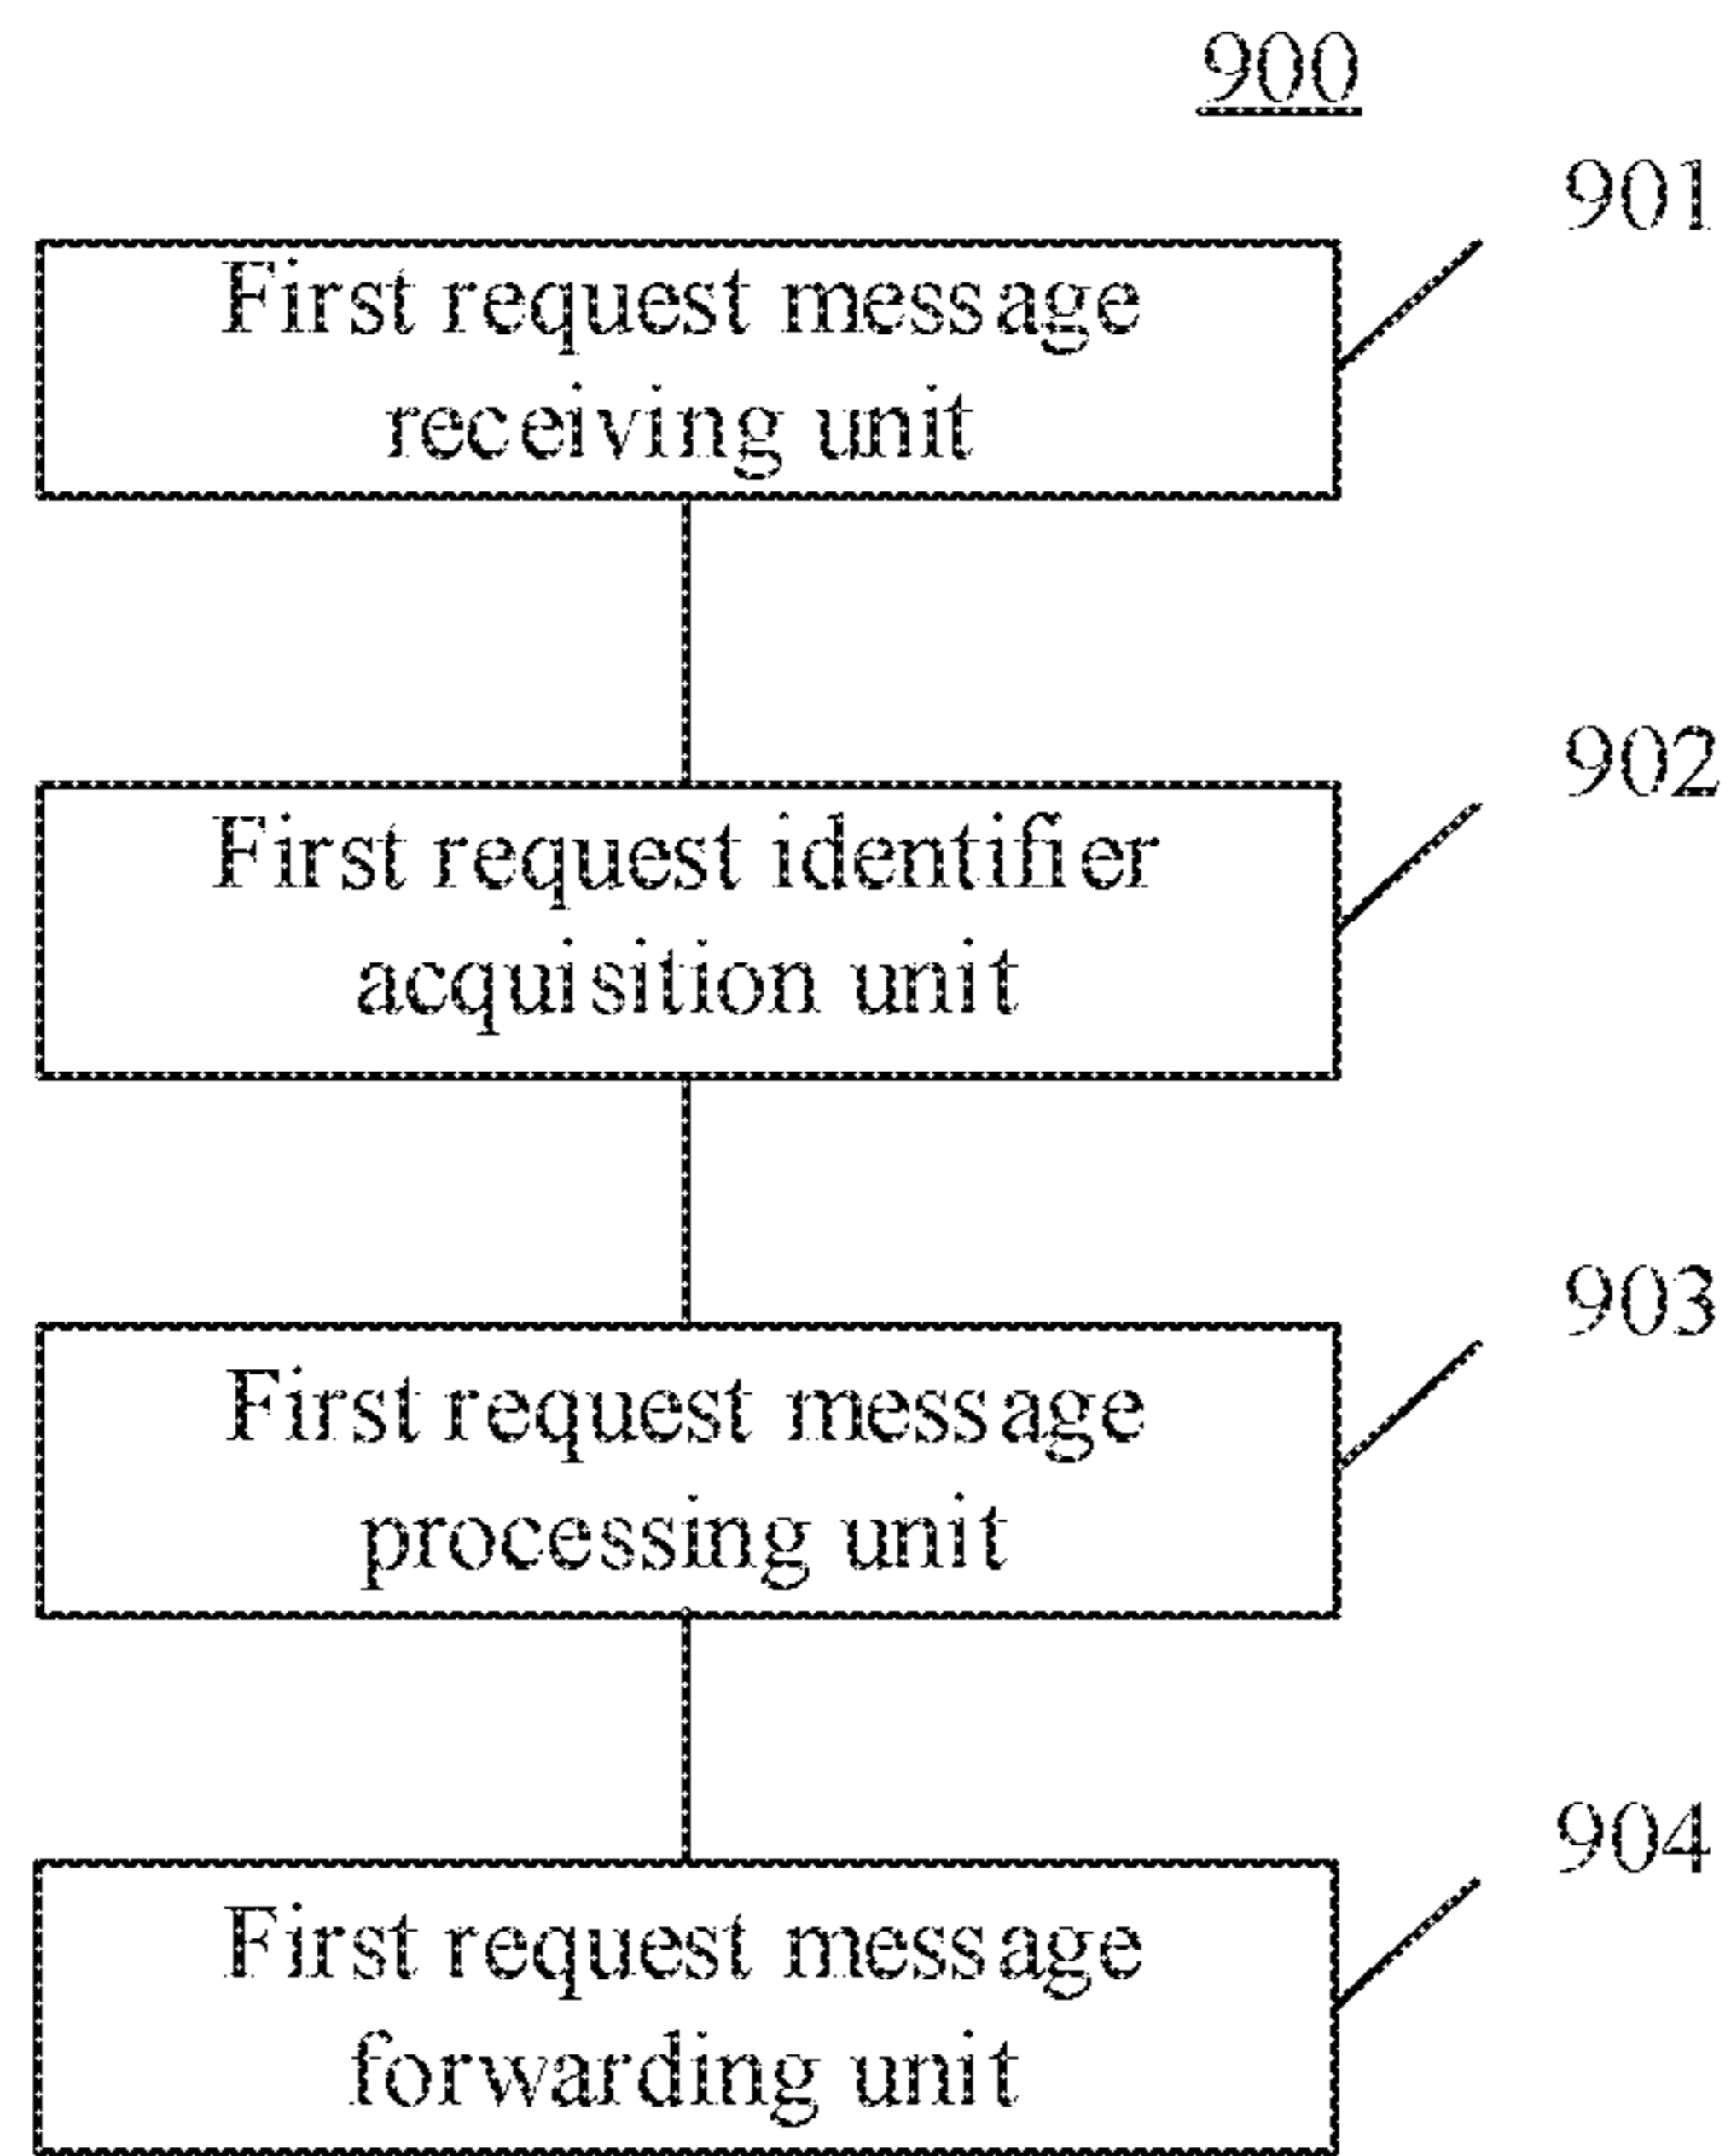 900
901
First request message
receiving unit
902
First request identifier
acquisition unit
903
First request message
processing unit
904
First request message
forwarding unit